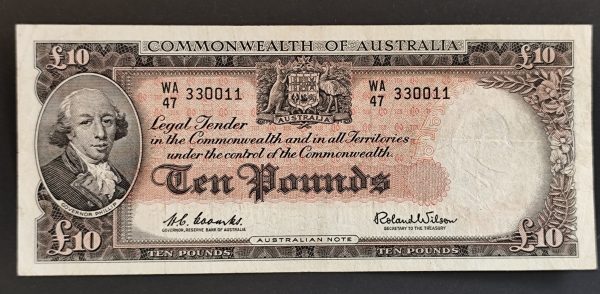 COMMONWEALTH OF AUSTRALIA
£10 £10
WA 47 330011
WA 47 330011
AUSTRALIA
Legal Tender
in the Commonwealth and in all Territories
under the control of the Commonwealth.
Ten Pounds
GOVERNOR PHILLIP
H.C. Coombs
Roland Wilson
GOVERNOR, RESERVE BANK OF AUSTRALIA
SECRETARY TO THE TREASURY
AUSTRALIAN NOTE
£10 £10
TEN POUNDS TEN POUNDS